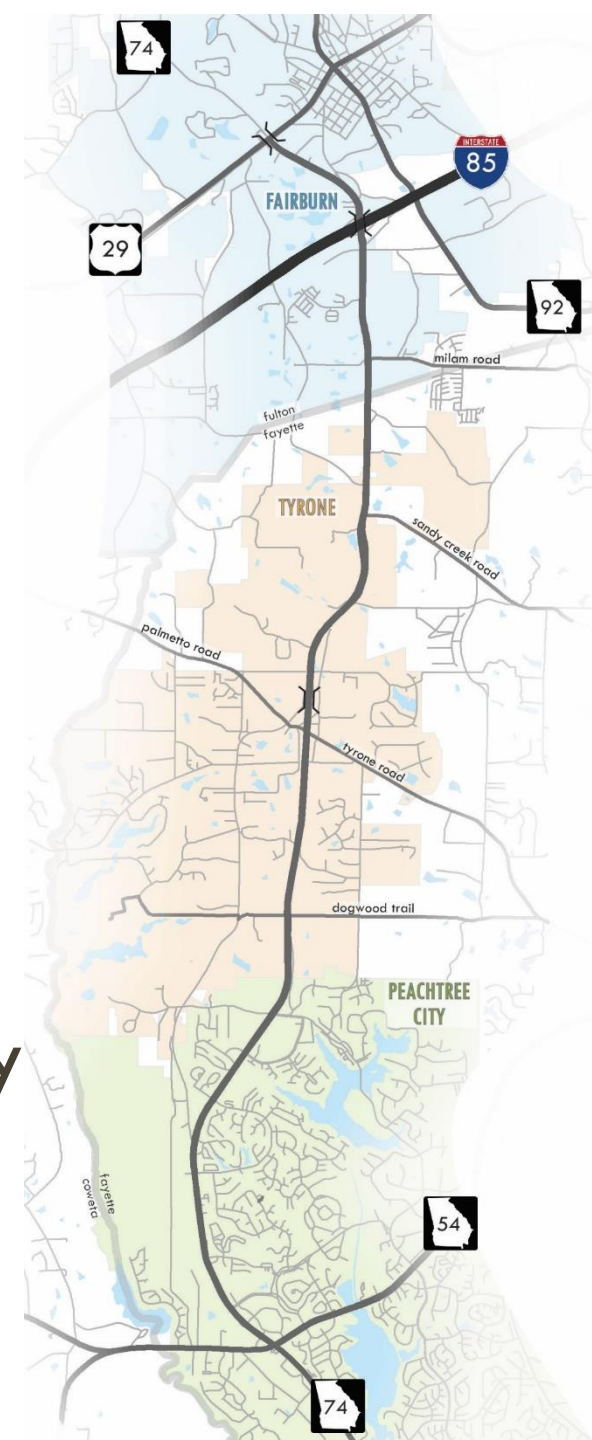 74
INTERSTATE
85
FAIRBURN
29
92
milam road
fulton
fayette
TYRONE
sandy creek road
palmetto road
tyrone road
dogwood trail
PEACHTREE
CITY
y
fayette
coweta
54
74